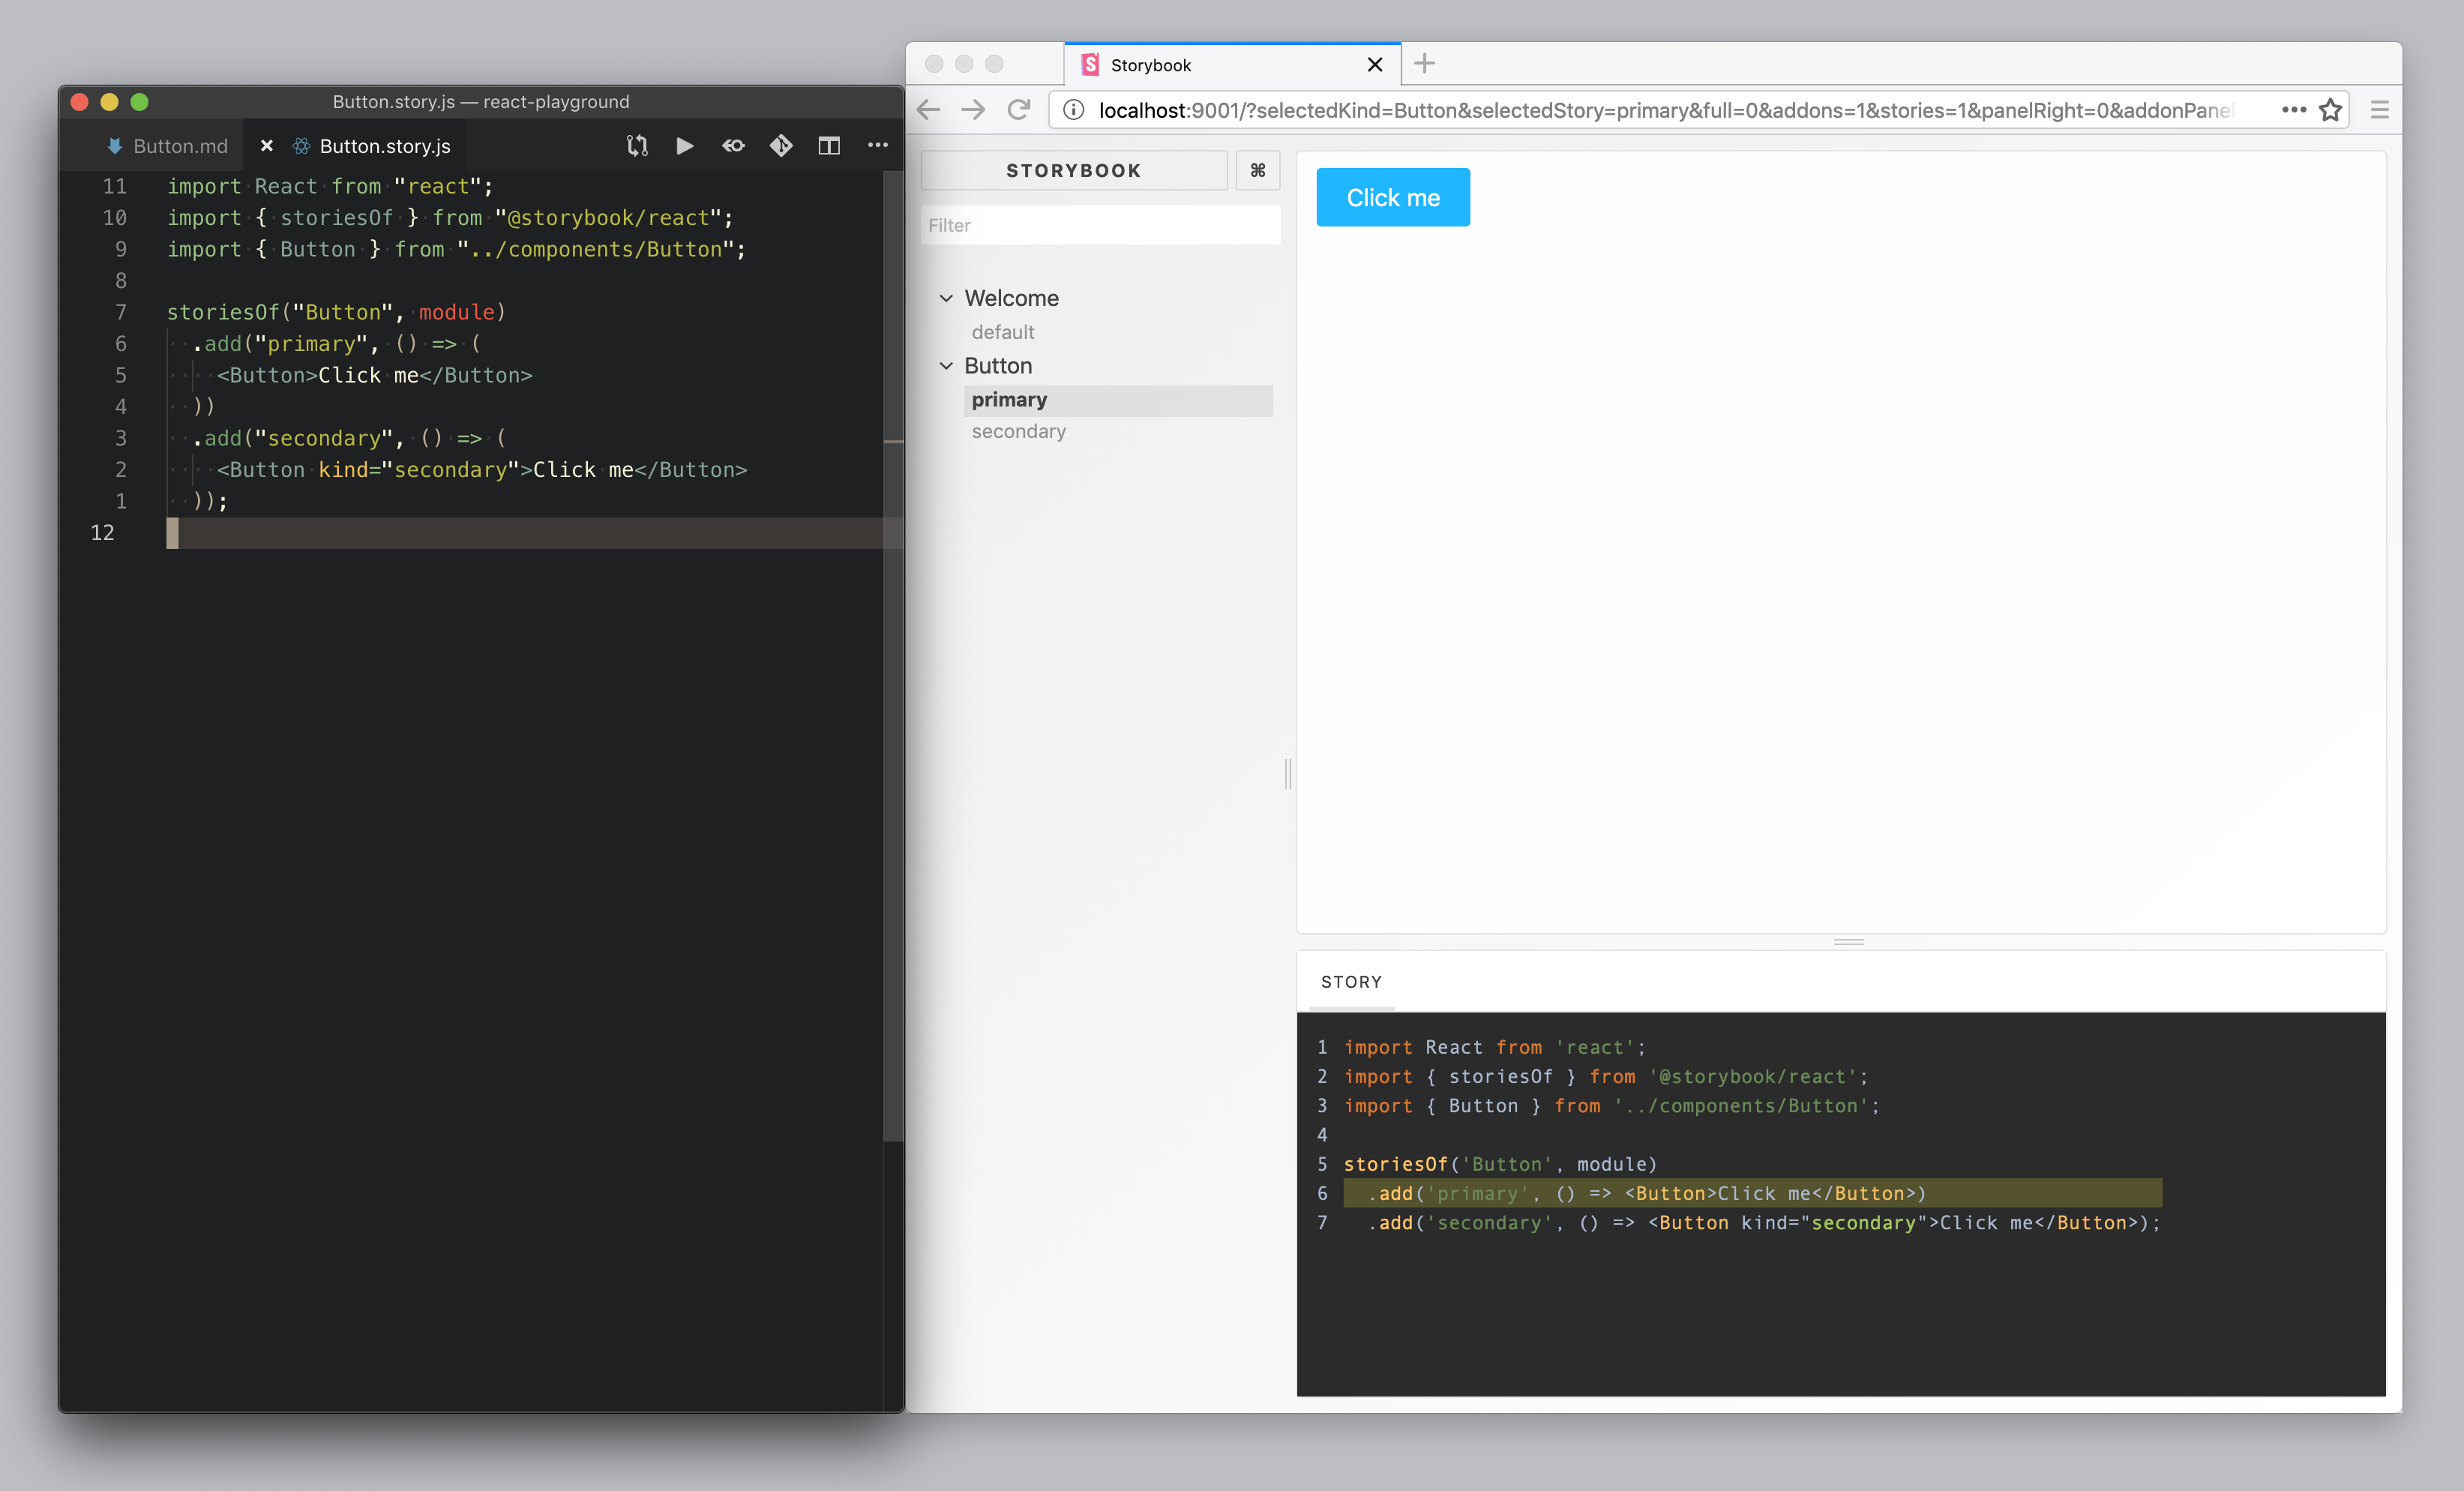 Button.story.js — react-playground
Button.md
Button.story.js
11 import React from "react";
10 import { storiesOf } from "@storybook/react";
9 import { Button } from "../components/Button";
8
7 storiesOf("Button", module)
6 .add("primary", () => (
5 <Button>Click me</Button>
4 ))
3 .add("secondary", () => (
2 <Button kind="secondary">Click me</Button>
1 ));
12
Storybook
localhost:9001/?selectedKind=Button&selectedStory=primary&full=0&addons=1&stories=1&panelRight=0&addonPanel
STORYBOOK
⌘
Filter
Welcome
default
Button
primary
secondary
Click me
STORY
1 import React from 'react';
2 import { storiesOf } from '@storybook/react';
3 import { Button } from '../components/Button';
4
5 storiesOf('Button', module)
6 .add('primary', () => <Button>Click me</Button>)
7 .add('secondary', () => <Button kind="secondary">Click me</Button>);